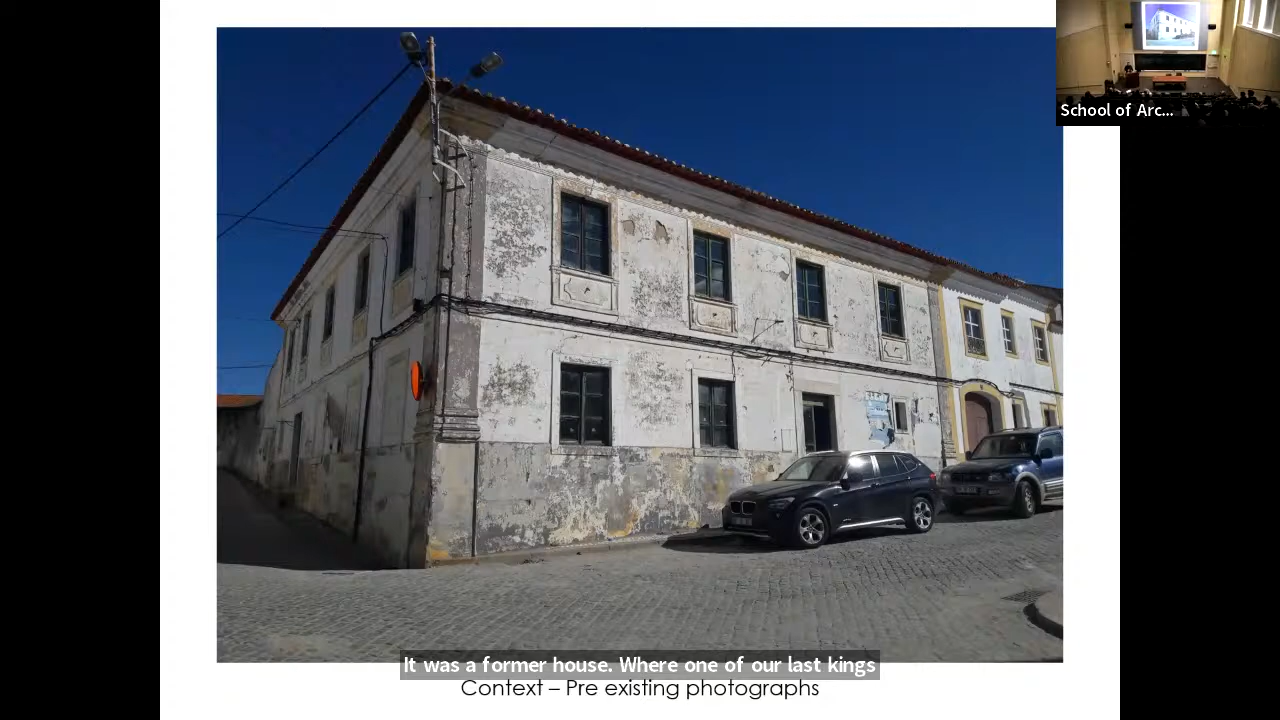 School of Arc...
It was a former house. Where one of our last kings
Context – Pre existing photographs